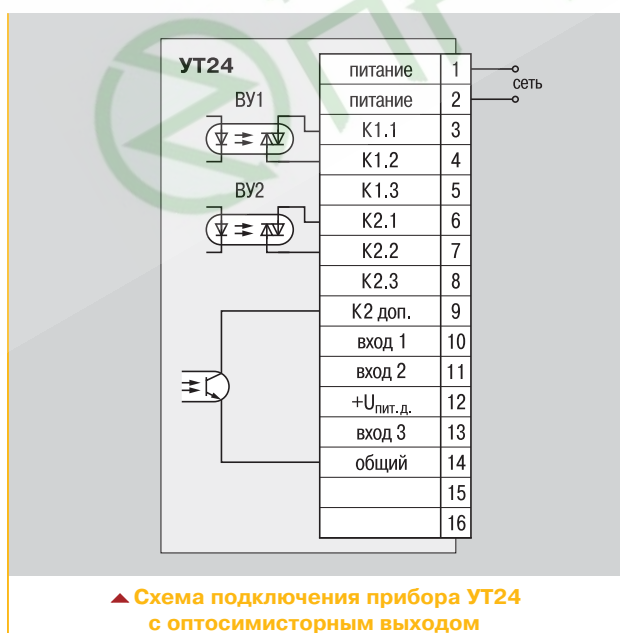 УТ24
ВУ1
ВУ2
питание 1
питание 2
сеть
К1.1 3
К1.2 4
К1.3 5
К2.1 6
К2.2 7
К2.3 8
К2 доп. 9
вход 1 10
вход 2 11
+Uпит.д. 12
вход 3 13
общий 14
15
16
Схема подключения прибора УТ24
с оптосимисторным выходом